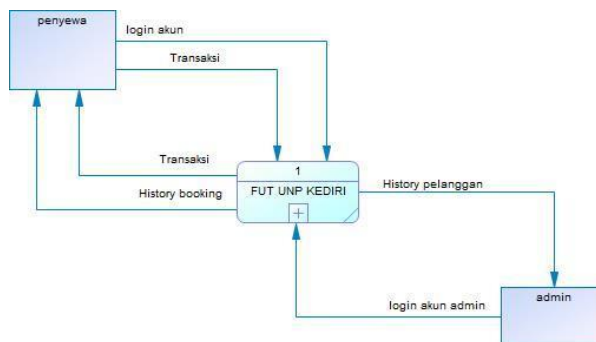 penyewa
login akun
Transaksi
Transaksi
1
FUT UNP KEDIRI
History booking
History pelanggan
admin
login akun admin